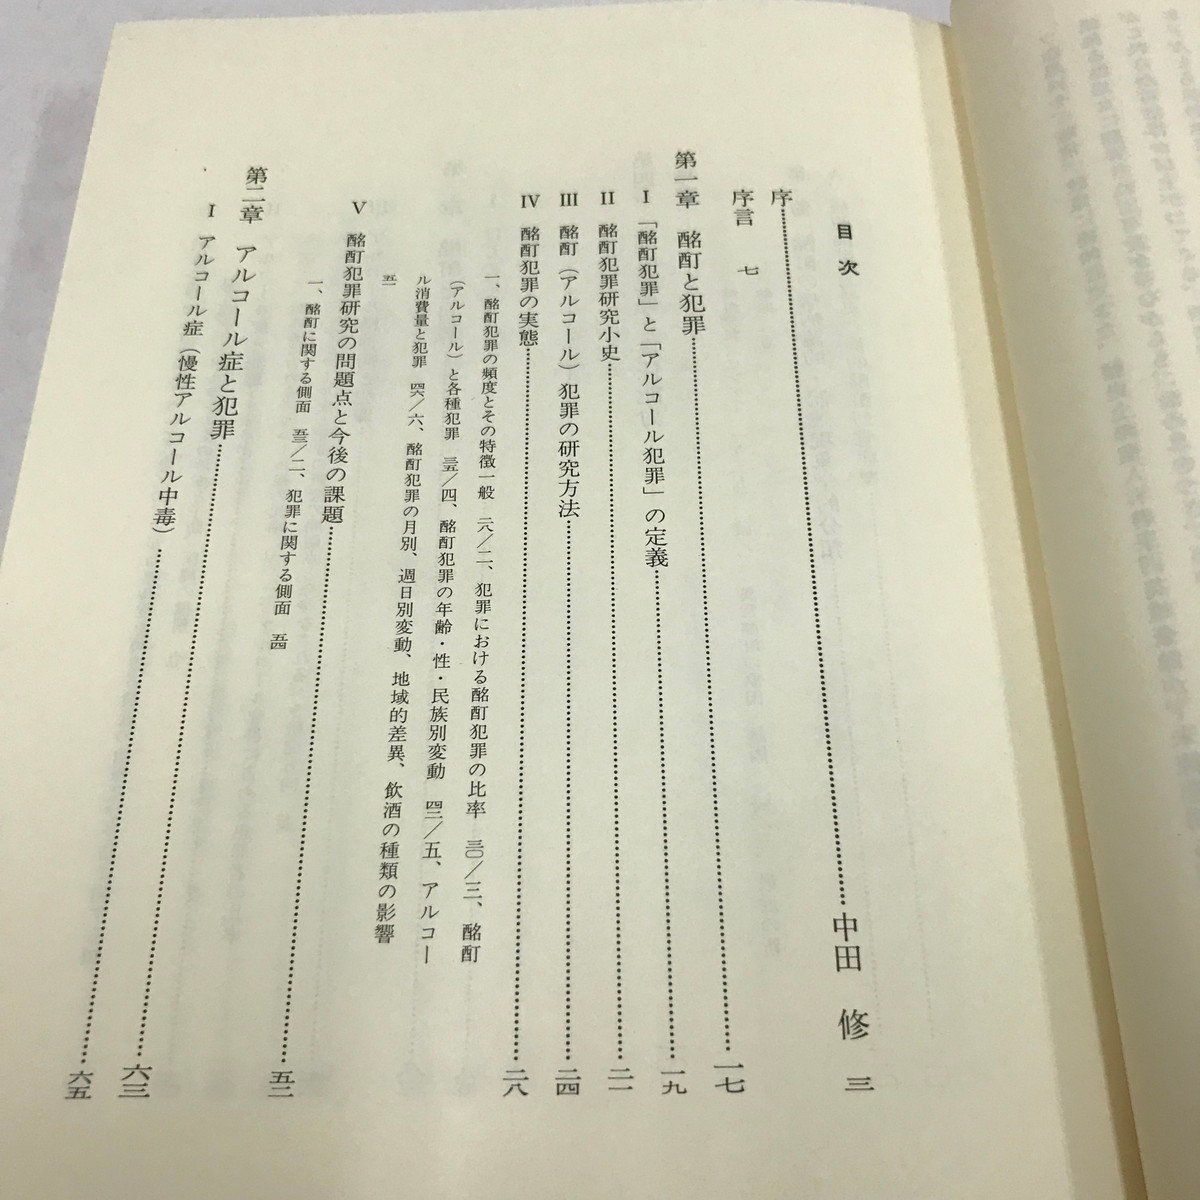 目次
序……………中田 修 三
序言 七
第一章 酩酊と犯罪……………一七
I 「酩酊犯罪」と「アルコール犯罪」の定義……………一九
II 酩酊犯罪研究小史……………二一
III 酩酊（アルコール）犯罪の研究方法……………二四
IV 酩酊犯罪の実態……………二八
一、酩酊犯罪の頻度とその特徴一般 二八／二、犯罪における酩酊犯罪の比率 三〇／三、酩酊
（アルコール）と各種犯罪 三五／四、酩酊犯罪の年齢・性・民族別変動 四三／五、アルコー
ル消費量と犯罪 四六／六、酩酊犯罪の月別、週日別変動、地域的差異、飲酒の種類の影響
五一
V 酩酊犯罪研究の問題点と今後の課題……………五二
一、酩酊に関する側面 五三／二、犯罪に関する側面 五四
第二章 アルコール症と犯罪……………六三
I アルコール症（慢性アルコール中毒）……………六五